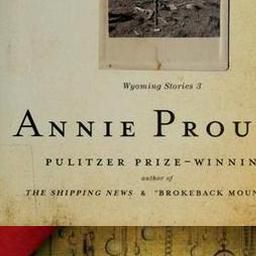 Wyoming Stories 3
ANNIE PROU
PULITZER PRIZE-WINNIN
author of
THE SHIPPING NEWS & "BROKEBACK MOUN